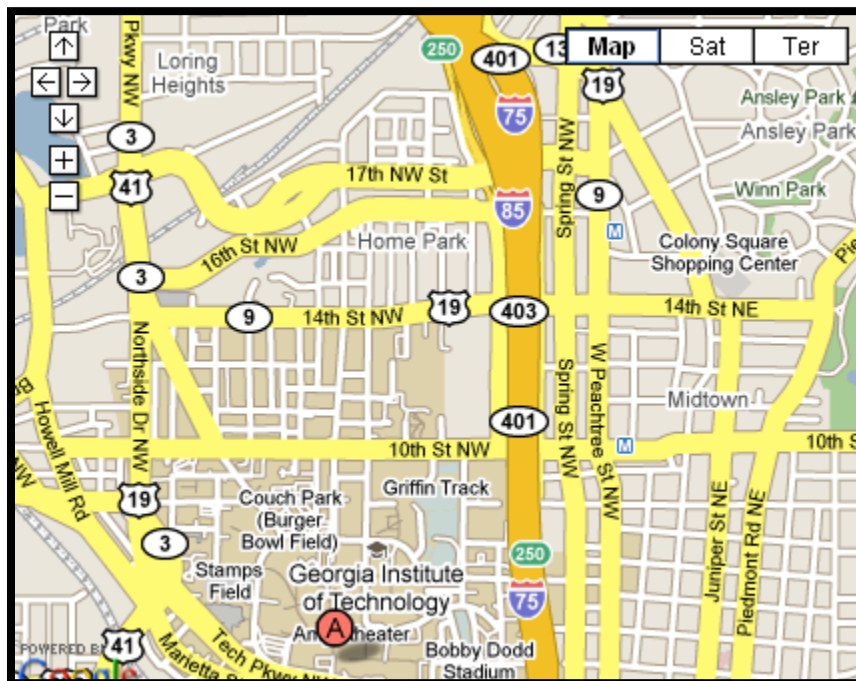 Park
Pkwy NW
Loring
Heights
250
401
13
Map
Sat
Ter
19
75
Ansley Park
Ansley Park
3
41
17th NW St
Spring St NW
9
Winn Park
85
M
16th St NW
Home Park
Colony Square
Shopping Center
3
9
14th St NW
19
403
14th St NE
Northside Dr NW
Spring St NW
W Peachtree St NW
Midtown
Howell Mill Rd
401
10th St NW
M
10th St
NW
19
Couch Park
(Burger
Bowl Field)
Griffin Track
3
Stamps
Field
Georgia Institute
of Technology
250
75
Juniper St NE
Piedmont Rd NE
A
POWERED B
41
Google
Marietta S
Tech Pkwy NW
Bobby Dodd
Stadium